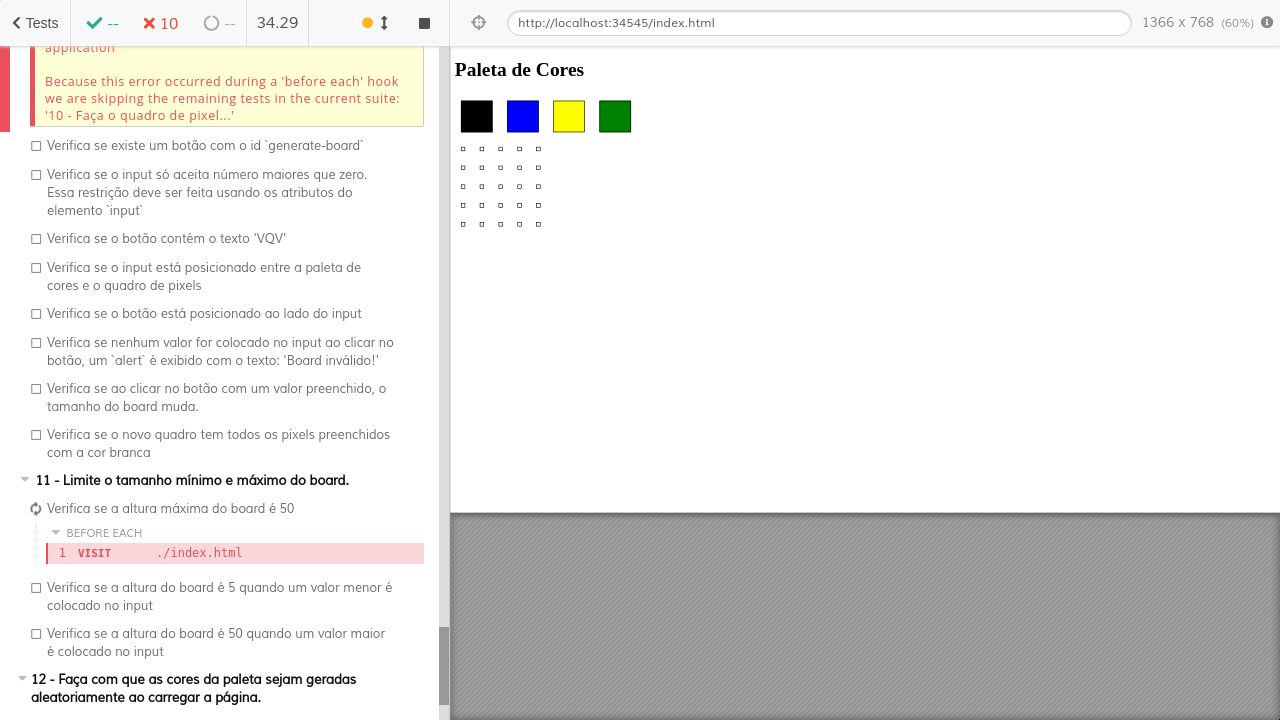 Tests
--
10
--
34.29
http://localhost:34545/index.html
1366 x 768 (60%)
application
Because this error occurred during a 'before each' hook
we are skipping the remaining tests in the current suite:
'10 - Faça o quadro de pixel...'
Verifica se existe um botão com o id `generate-board`
Verifica se o input só aceita número maiores que zero.
Essa restrição deve ser feita usando os atributos do
elemento `input`
Verifica se o botão contém o texto 'VQV'
Verifica se o input está posicionado entre a paleta de
cores e o quadro de pixels
Verifica se o botão está posicionado ao lado do input
Verifica se nenhum valor for colocado no input ao clicar no
botão, um `alert` é exibido com o texto: 'Board inválido!'
Verifica se ao clicar no botão com um valor preenchido, o
tamanho do board muda.
Verifica se o novo quadro tem todos os pixels preenchidos
com a cor branca
11 - Limite o tamanho mínimo e máximo do board.
Verifica se a altura máxima do board é 50
BEFORE EACH
1 VISIT ./index.html
Verifica se a altura do board é 5 quando um valor menor é
colocado no input
Verifica se a altura do board é 50 quando um valor maior
é colocado no input
12 - Faça com que as cores da paleta sejam geradas
aleatoriamente ao carregar a página.
Paleta de Cores